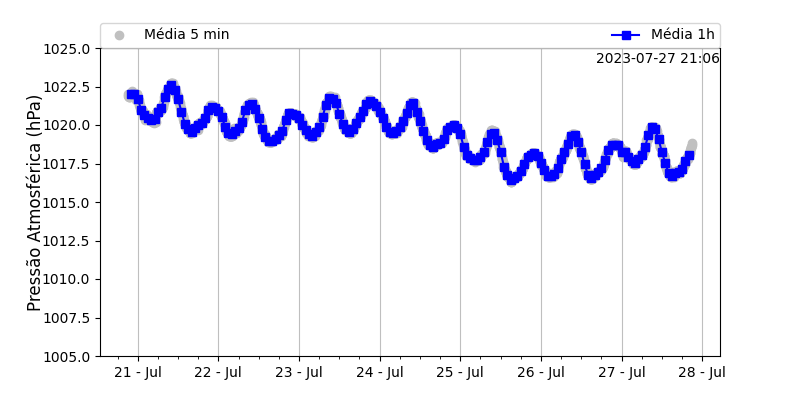 Média 5 min
Média 1h
2023-07-27 21:06
Pressão Atmosférica (hPa)
1025.0
1022.5
1020.0
1017.5
1015.0
1012.5
1010.0
1007.5
1005.0
21 - Jul
22 - Jul
23 - Jul
24 - Jul
25 - Jul
26 - Jul
27 - Jul
28 - Jul